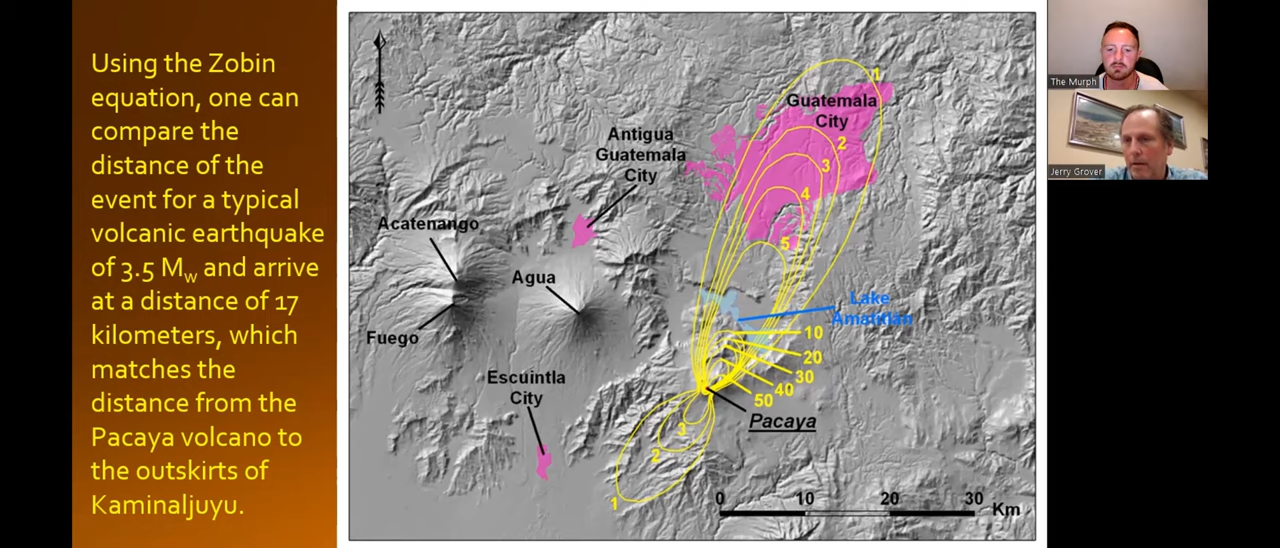 Using the Zobin
equation, one can
compare the
distance of the
event for a typical
volcanic earthquake
of 3.5 Mw and arrive
at a distance of 17
kilometers, which
matches the
distance from the
Pacaya volcano to
the outskirts of
Kaminaljuyu.
1
Guatemala
City
2
3
4
5
Antigua
Guatemala
City
Acatenango
Agua
Fuego
Lake
Amatitlán
10
20
30
40
50
Escuintla
City
Pacaya
3
2
1
0 10 20 30
Km
The Murph
Jerry Grover